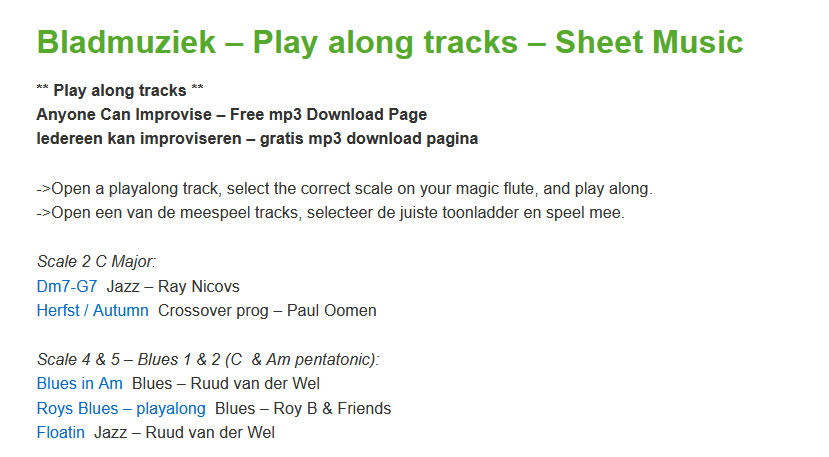 Bladmuziek – Play along tracks – Sheet Music
** Play along tracks **
Anyone Can Improvise – Free mp3 Download Page
Iedereen kan improviseren – gratis mp3 download pagina
->Open a playalong track, select the correct scale on your magic flute, and play along.
->Open een van de meespeel tracks, selecteer de juiste toonladder en speel mee.
Scale 2 C Major:
Dm7-G7  Jazz – Ray Nicovs
Herfst / Autumn  Crossover prog – Paul Oomen
Scale 4 & 5 – Blues 1 & 2 (C  & Am pentatonic):
Blues in Am  Blues – Ruud van der Wel
Roys Blues – playalong  Blues – Roy B & Friends
Floatin  Jazz – Ruud van der Wel